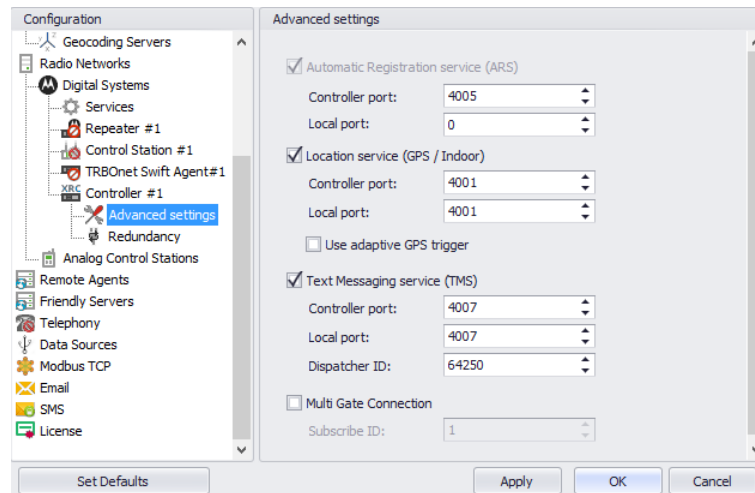 Configuration
Geocoding Servers
Radio Networks
Digital Systems
Services
Repeater #1
Control Station #1
TRBOnet Swift Agent#1
XRC Controller #1
Advanced settings
Redundancy
Analog Control Stations
Remote Agents
Friendly Servers
Telephony
Data Sources
Modbus TCP
Email
SMS
License
Set Defaults
Advanced settings
Automatic Registration service (ARS)
Controller port: 4005
Local port: 0
Location service (GPS / Indoor)
Controller port: 4001
Local port: 4001
Use adaptive GPS trigger
Text Messaging service (TMS)
Controller port: 4007
Local port: 4007
Dispatcher ID: 64250
Multi Gate Connection
Subscribe ID: 1
Apply OK Cancel